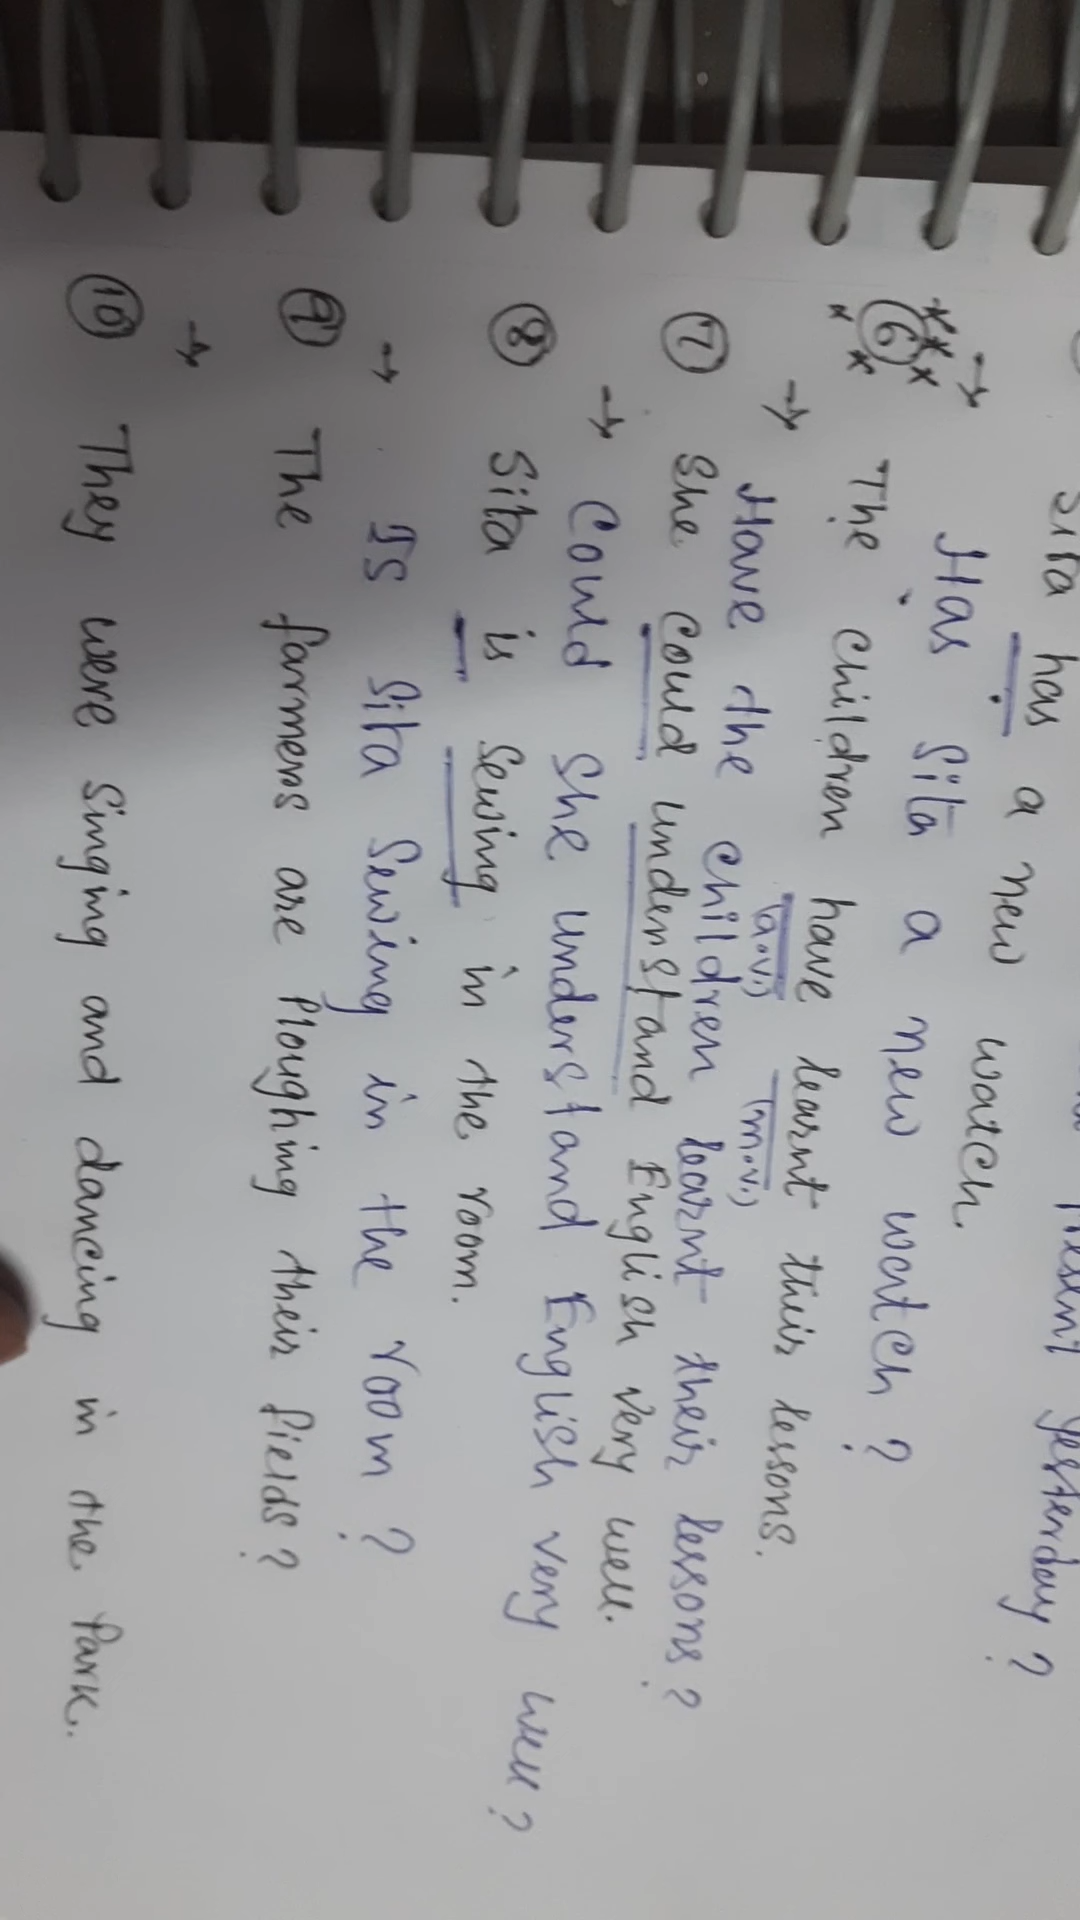 Sita has a new watch.
→ Has Sita a new watch?
⑥ The children have learnt their lessons.
(a.v.) (m.v.)
→ Have the children learnt their lessons?
⑦ She could understand English very well.
→ Could She understand English very well?
⑧ Sita is Sewing in the room.
→ Is Sita Sewing in the room?
⑨ The farmers are Ploughing their fields?
→
⑩ They were Singing and dancing in the Park.